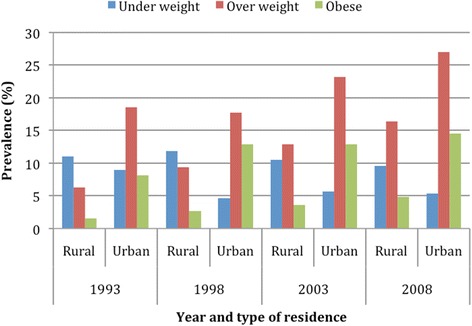 Under weight Over weight Obese
30
25
20
15
10
5
0
Prevalence (%)
Rural Urban Rural Urban Rural Urban Rural Urban
1993 1998 2003 2008
Year and type of residence